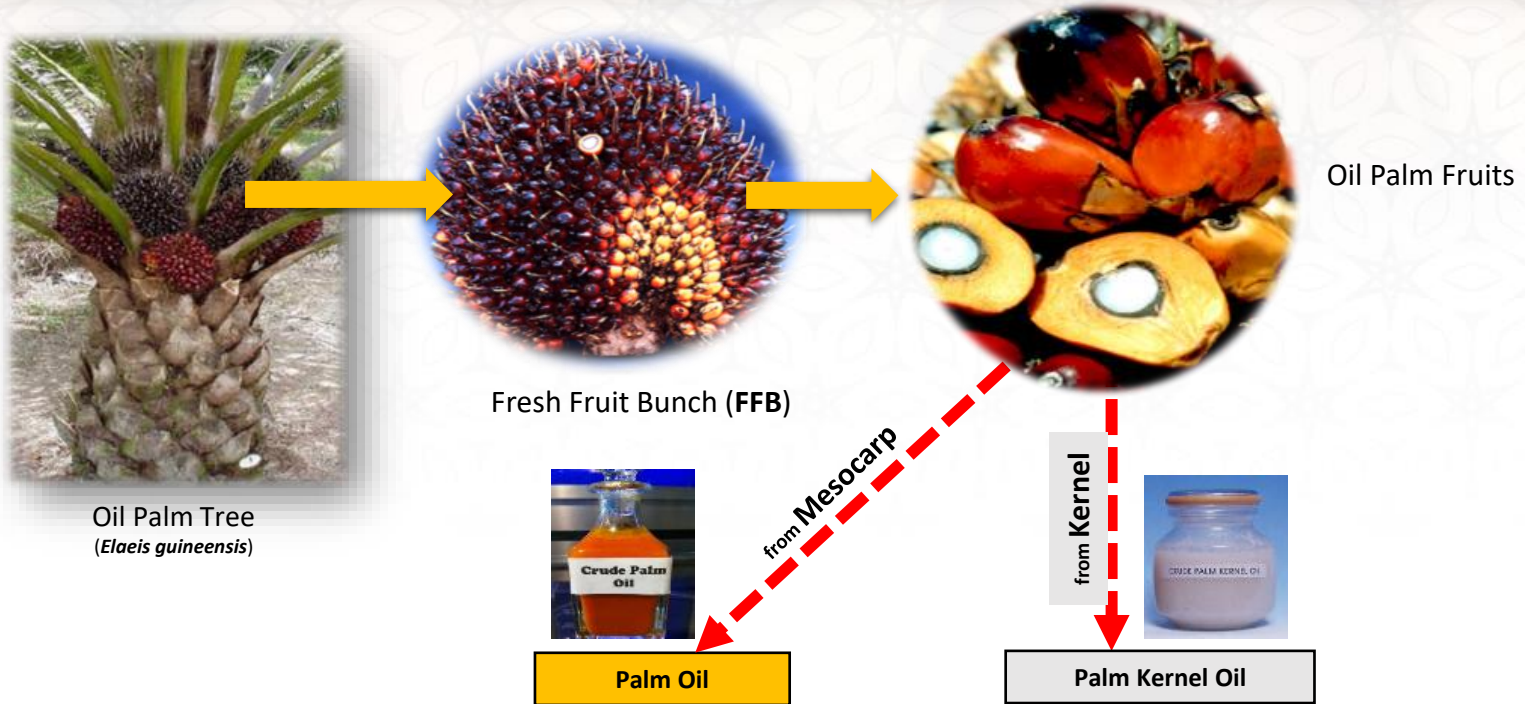 Oil Palm Fruits
Fresh Fruit Bunch (FFB)
Oil Palm Tree
(Elaeis guineensis)
from Mesocarp
from Kernel
Crude Palm
Oil
CRUDE PALM KERNEL OIL
Palm Oil
Palm Kernel Oil